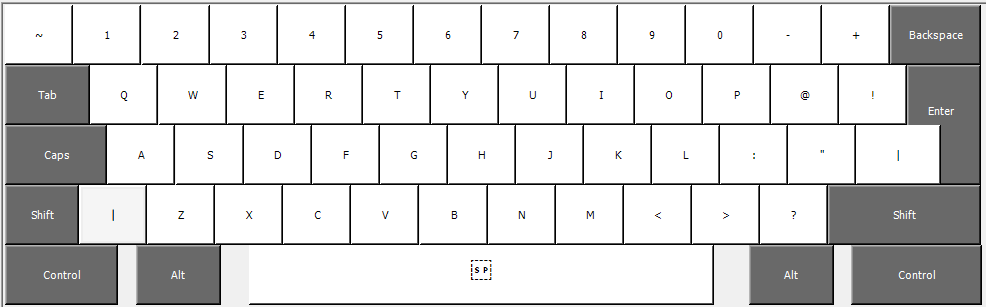 ~ 1 2 3 4 5 6 7 8 9 0 - + Backspace
Tab Q W E R T Y U I O P @ ! Enter
Caps A S D F G H J K L : " |
Shift | Z X C V B N M < > ? Shift
Control Alt SP Alt Control